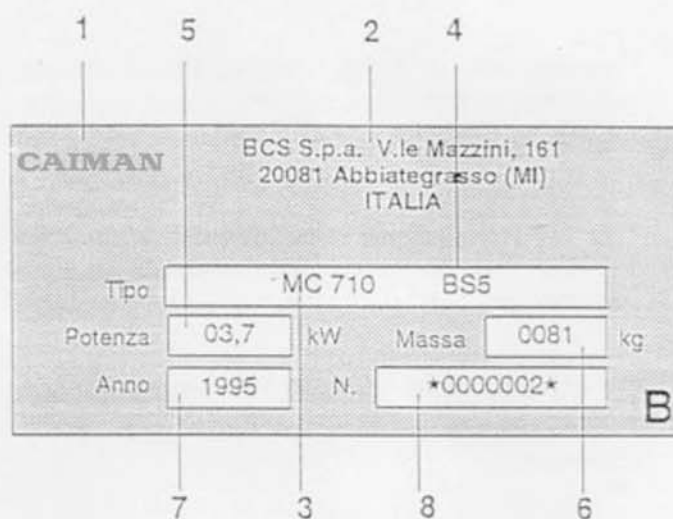 1 5 2 4
CAIMAN
BCS S.p.a. V.le Mazzini, 161
20081 Abbiategrasso (MI)
ITALIA
Tipo MC 710 BS5
Potenza 03,7 kW Massa 0081 kg
Anno 1995 N. *0000002*
B
7 3 8 6